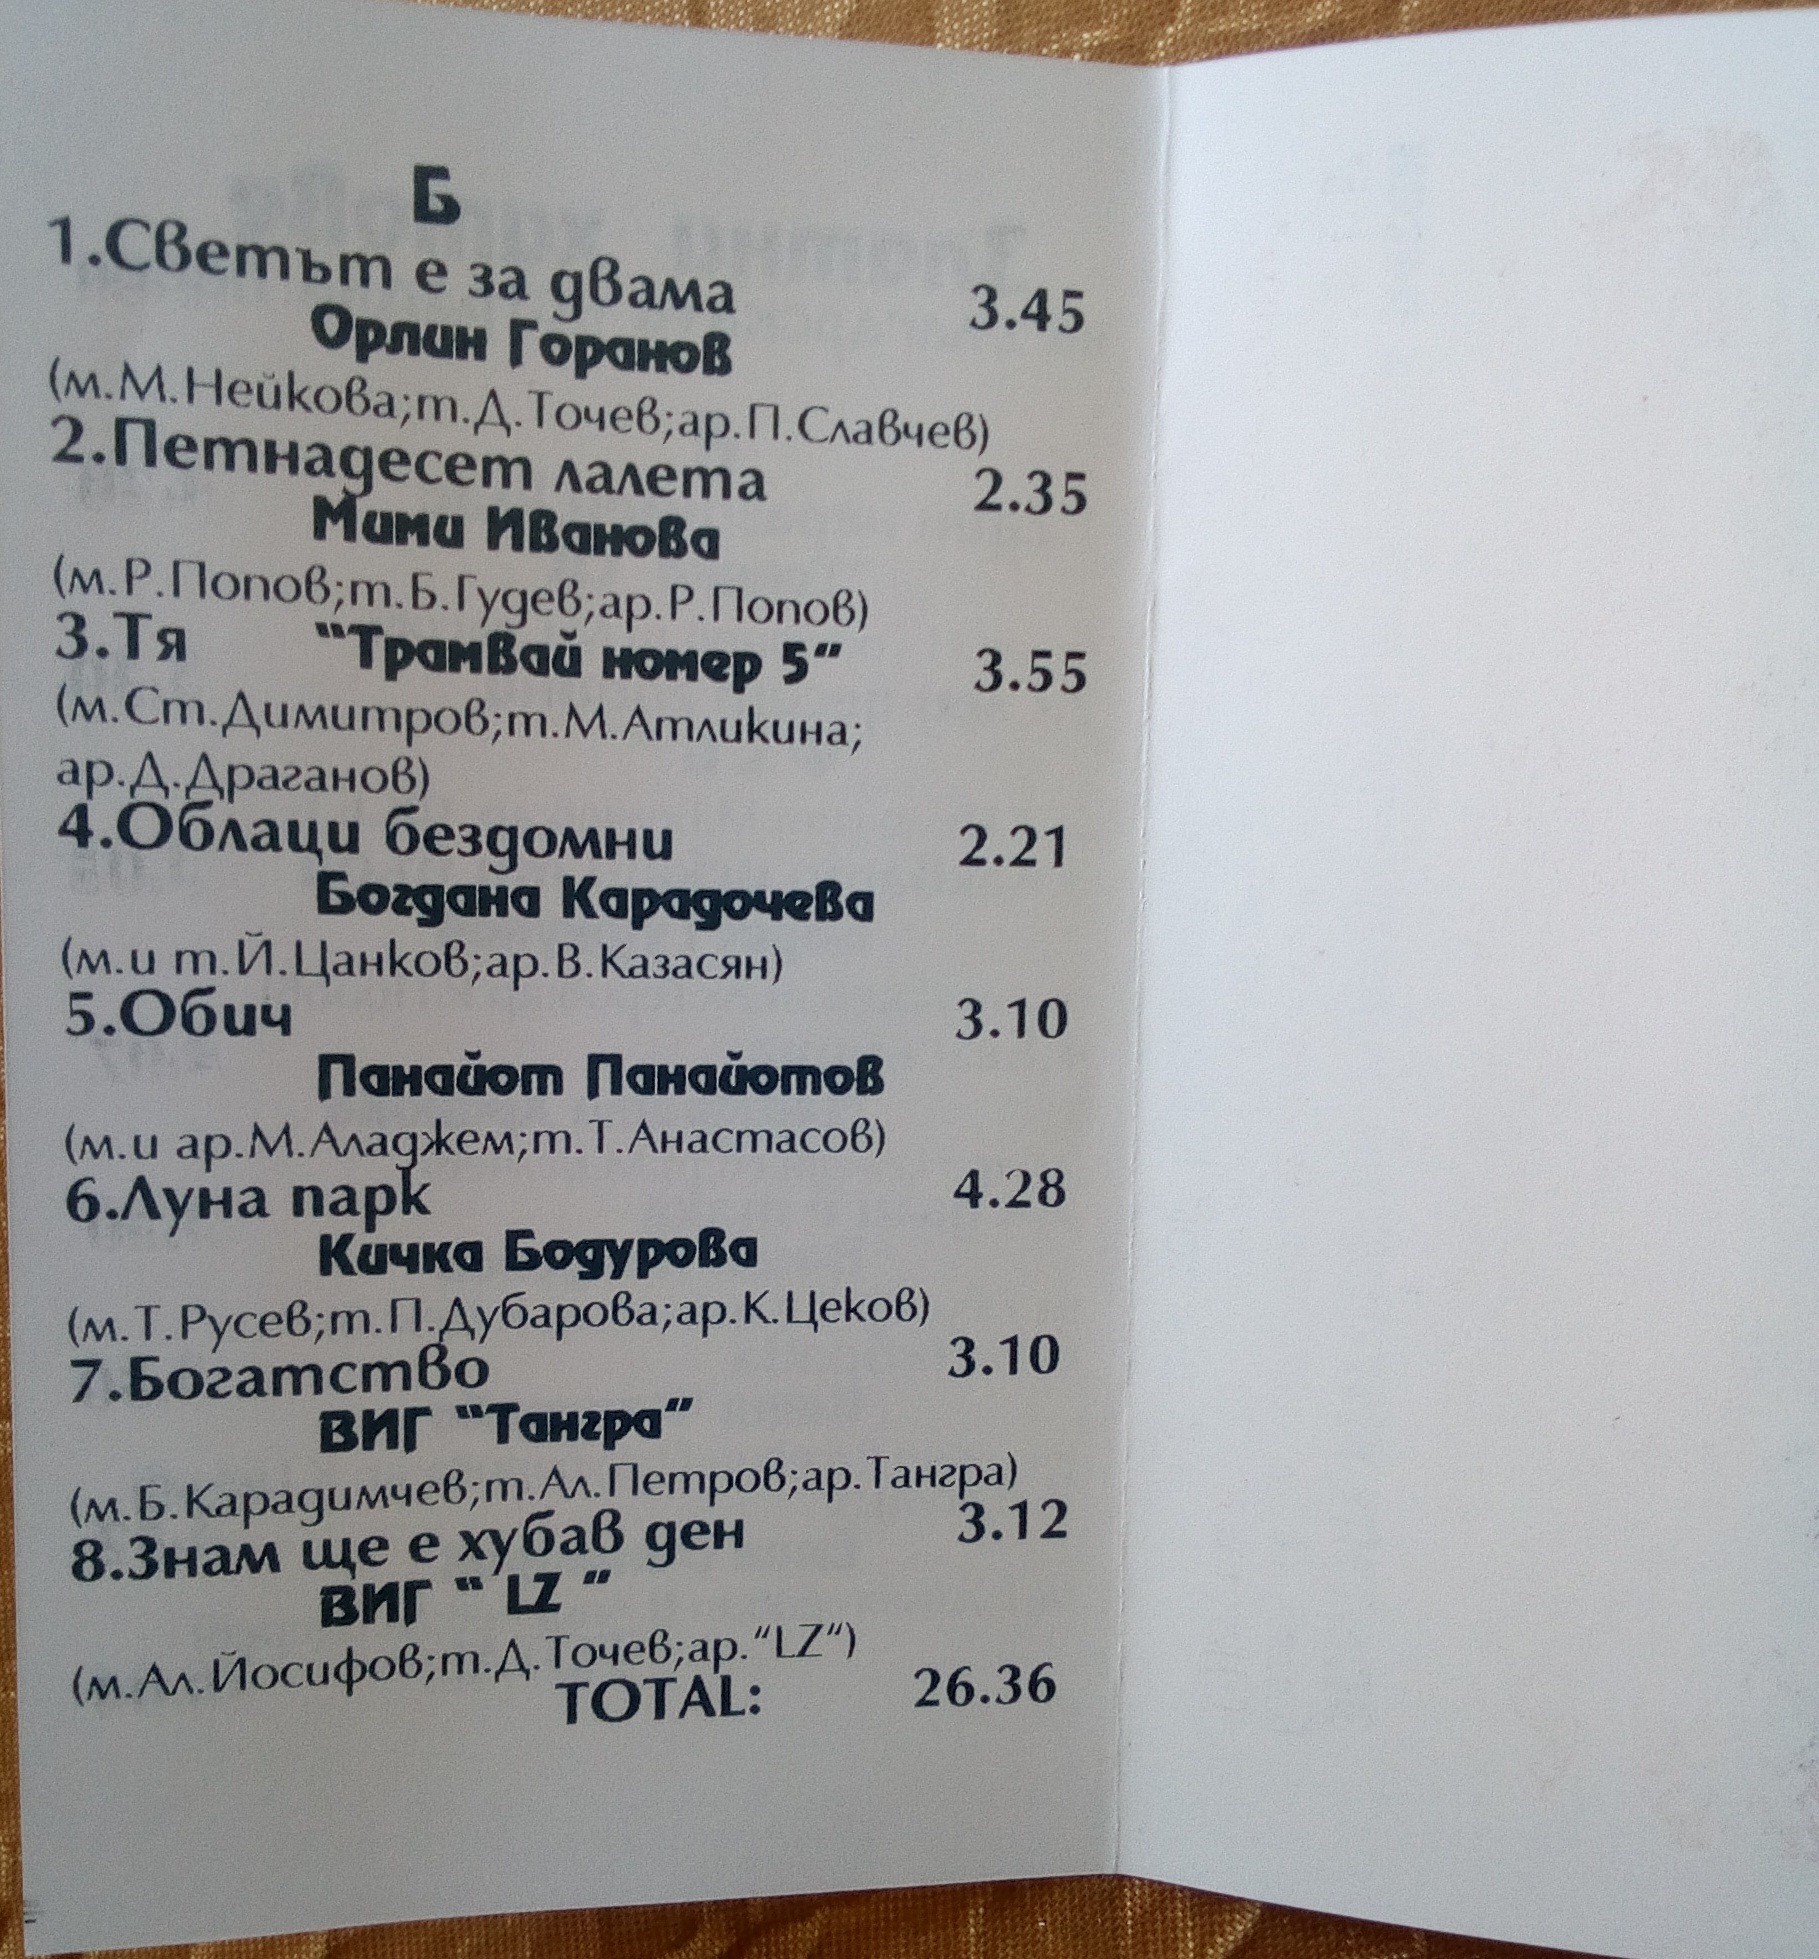 Б
1.Светът е за двама 3.45
Орлин Горанов
(м.М.Нейкова;т.Д.Точев;ар.П.Славчев)
2.Петнадесет лалета 2.35
Мими Иванова
(м.Р.Попов;т.Б.Гудев;ар.Р.Попов)
3.Тя "Трамвай номер 5" 3.55
(м.Ст.Димитров;т.М.Атликина;
ар.Д.Драганов)
4.Облаци бездомни 2.21
Богдана Карадочева
(м.и т.Й.Цанков;ар.В.Казасян)
5.Обич 3.10
Панайот Панайотов
(м.и ар.М.Аладжем;т.Т.Анастасов)
6.Луна парк 4.28
Кичка Бодурова
(м.Т.Русев;т.П.Дубарова;ар.К.Цеков)
7.Богатство 3.10
ВИГ "Тангра"
(м.Б.Карадимчев;т.Ал.Петров;ар.Тангра)
8.Знам ще е хубав ден 3.12
ВИГ " LZ "
(м.Ал.Йосифов;т.Д.Точев;ар."LZ")
TOTAL: 26.36